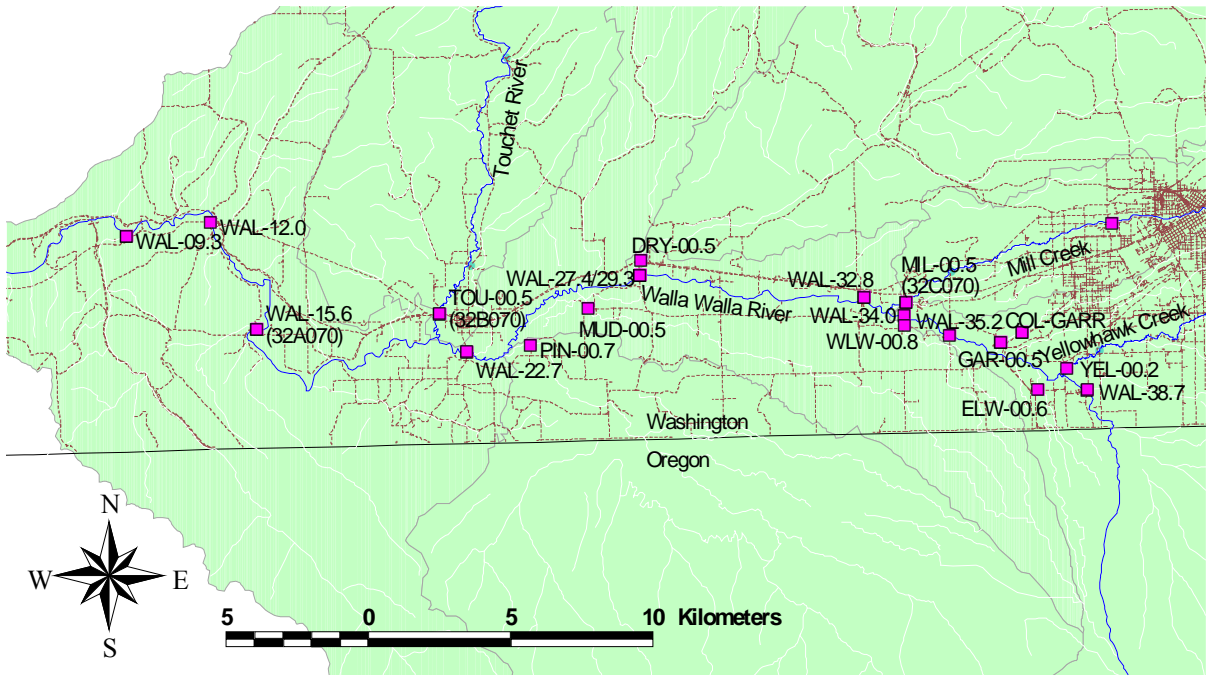 Touchet River
WAL-09.3
WAL-12.0
WAL-15.6
(32A070)
TOU-00.5
(32B070)
WAL-22.7
PIN-00.7
MUD-00.5
WAL-27.4/29.3
DRY-00.5
Walla Walla River
WAL-32.8
MIL-00.5
(32C070)
Mill Creek
WAL-34.0
WAL-35.2
WLW-00.8
COL-GARR
GAR-00.5
Yellowhawk Creek
YEL-00.2
ELW-00.6
WAL-38.7
Washington
Oregon
N
W
E
S
5 0 5 10 Kilometers